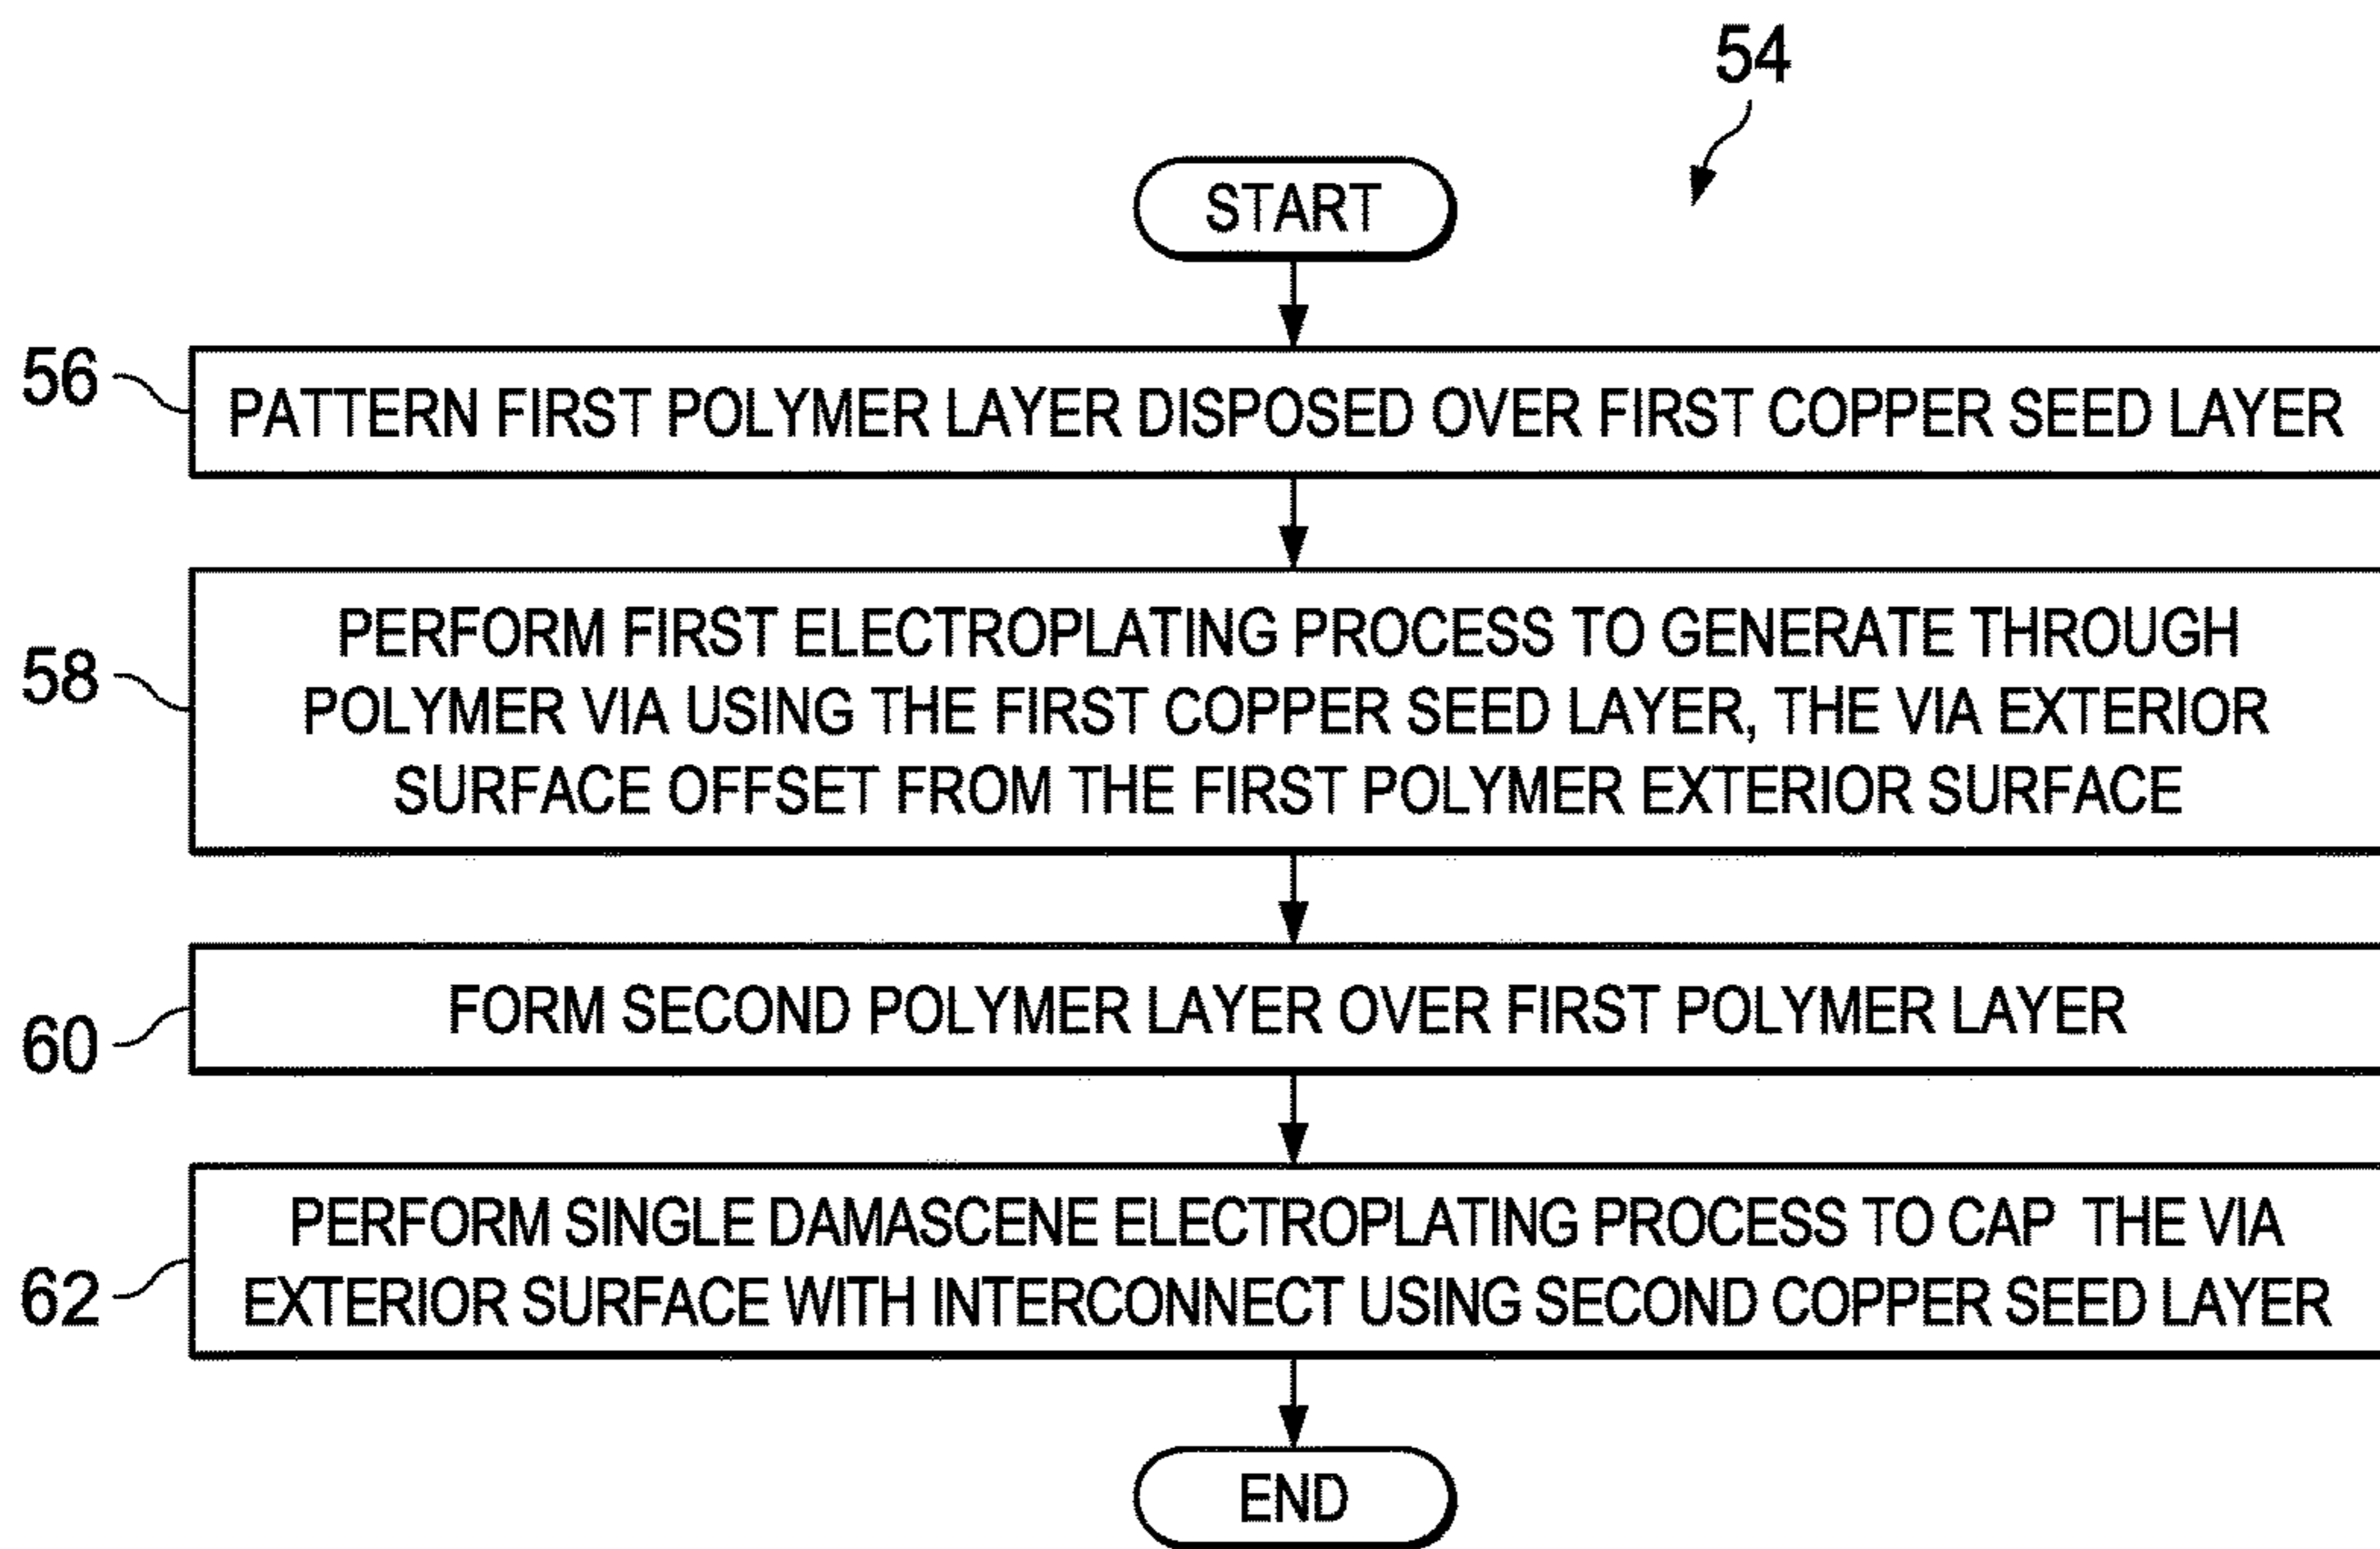 54
START
56
PATTERN FIRST POLYMER LAYER DISPOSED OVER FIRST COPPER SEED LAYER
58
PERFORM FIRST ELECTROPLATING PROCESS TO GENERATE THROUGH
POLYMER VIA USING THE FIRST COPPER SEED LAYER, THE VIA EXTERIOR
SURFACE OFFSET FROM THE FIRST POLYMER EXTERIOR SURFACE
60
FORM SECOND POLYMER LAYER OVER FIRST POLYMER LAYER
62
PERFORM SINGLE DAMASCENE ELECTROPLATING PROCESS TO CAP THE VIA
EXTERIOR SURFACE WITH INTERCONNECT USING SECOND COPPER SEED LAYER
END